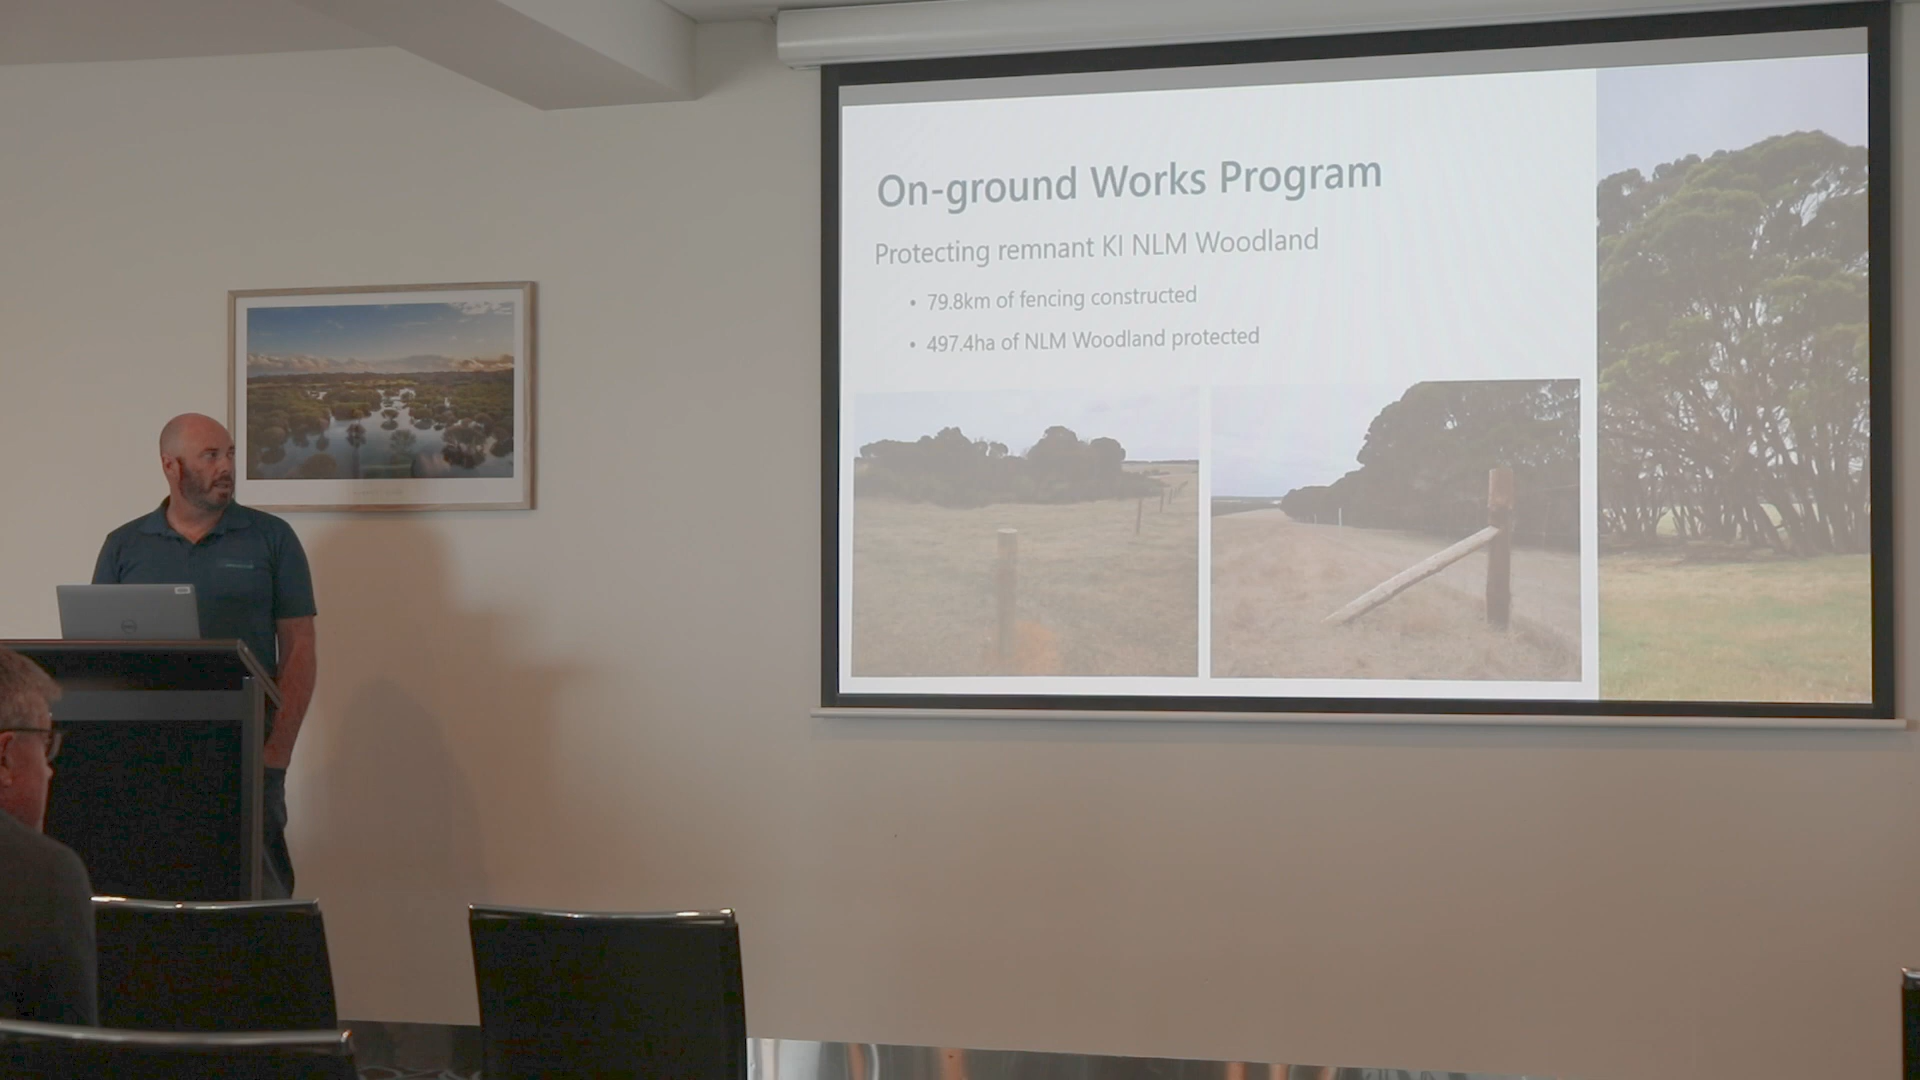 On-ground Works Program
Protecting remnant KI NLM Woodland
• 79.8km of fencing constructed
• 497.4ha of NLM Woodland protected
DELL